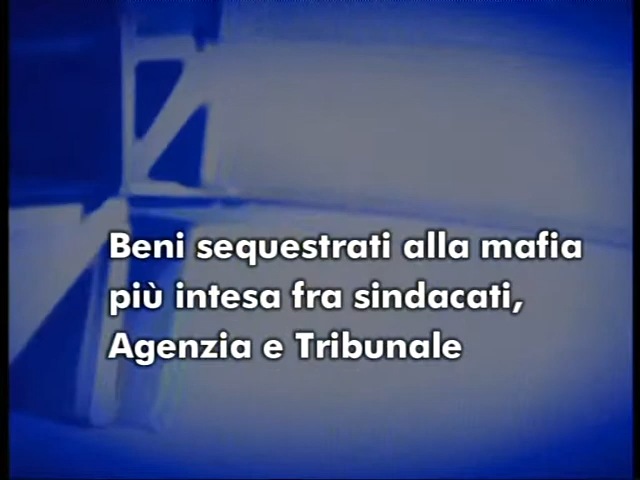 Beni sequestrati alla mafia
più intesa fra sindacati,
Agenzia e Tribunale